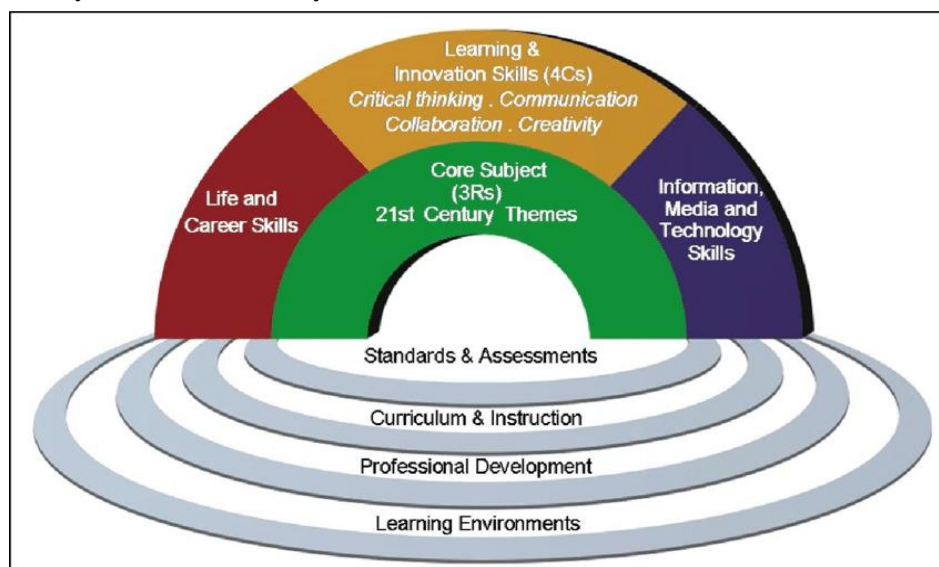 Learning &
Innovation Skills (4Cs)
Critical thinking . Communication
Collaboration . Creativity
Life and
Career Skills
Core Subject
(3Rs)
21st Century Themes
Information,
Media and
Technology
Skills
Standards & Assessments
Curriculum & Instruction
Professional Development
Learning Environments